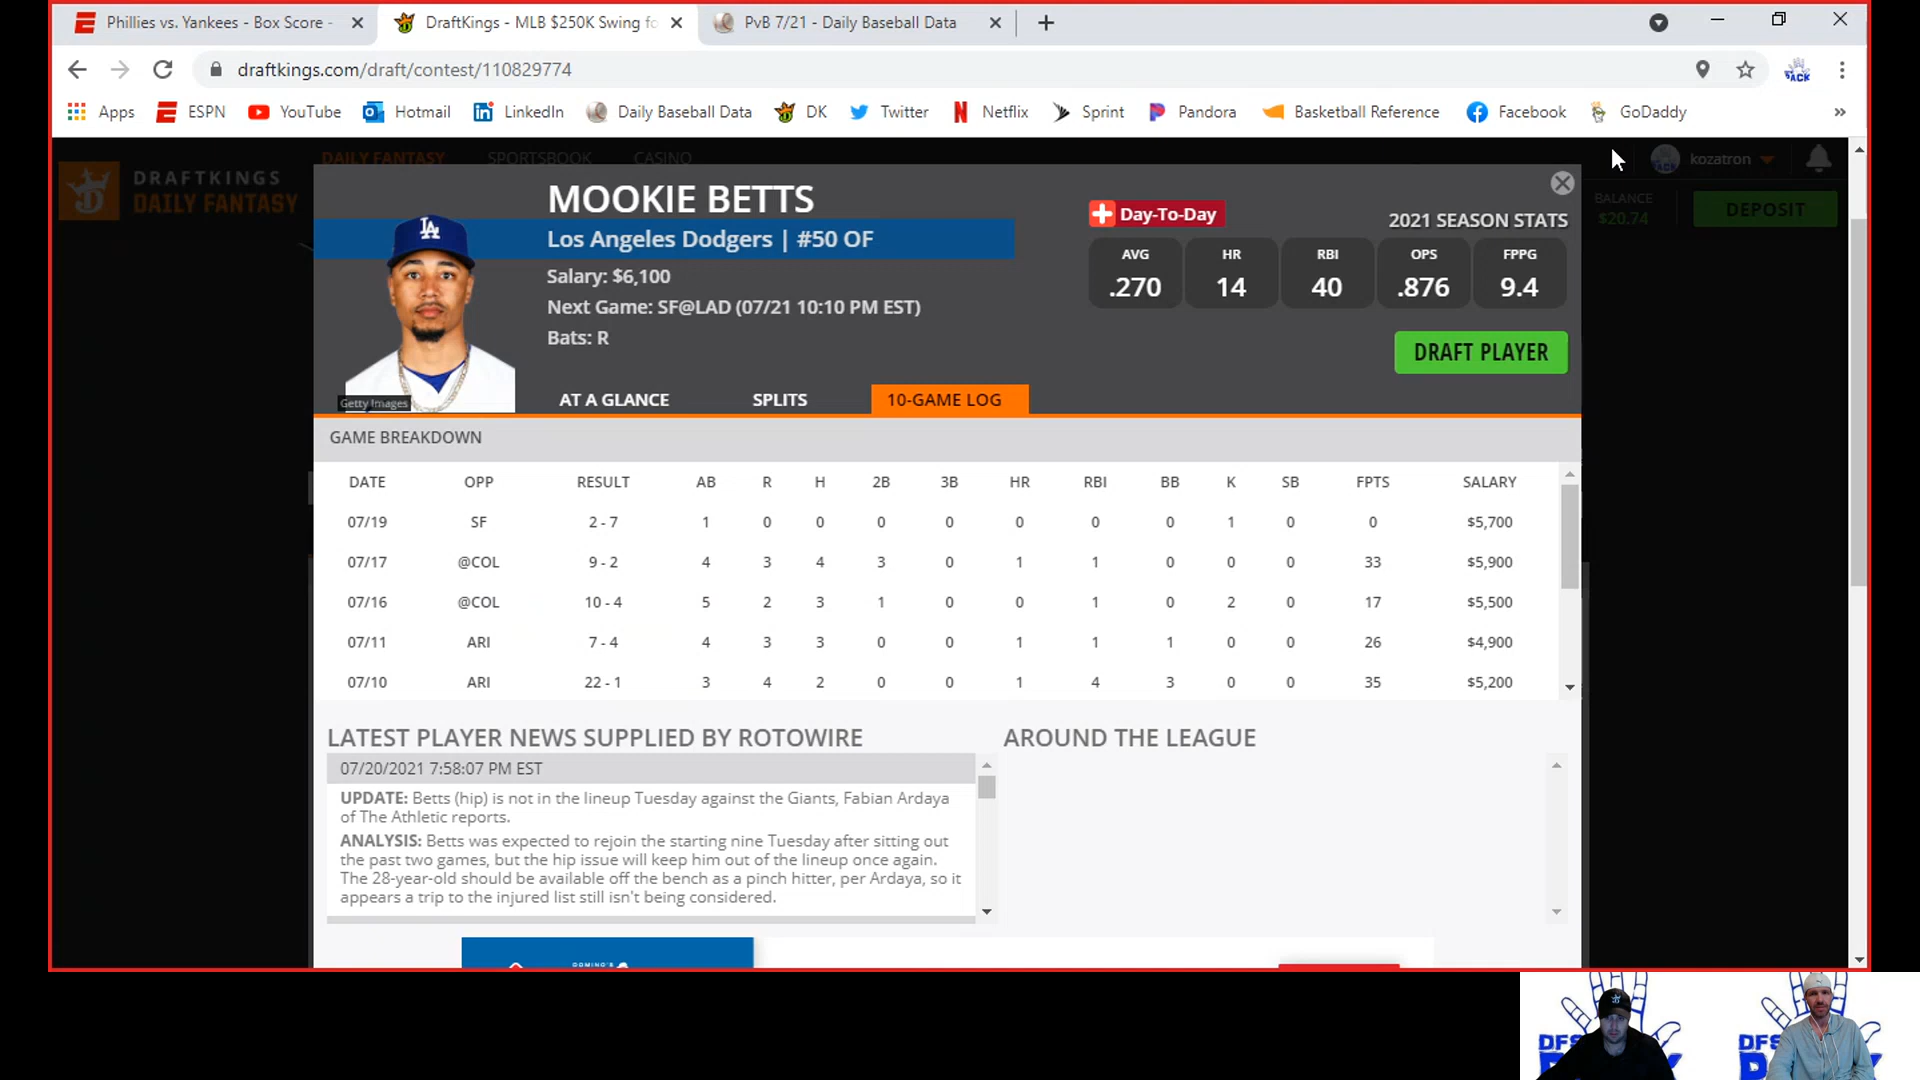 Phillies vs. Yankees - Box Score -
DraftKings - MLB $250K Swing fo
PvB 7/21 - Daily Baseball Data
draftkings.com/draft/contest/110829774
BACK
Apps ESPN YouTube Hotmail LinkedIn Daily Baseball Data DK Twitter Netflix Sprint Pandora Basketball Reference Facebook GoDaddy »
DAILY FANTASY SPORTSBOOK CASINO
kozatron
DRAFTKINGS
DAILY FANTASY
BALANCE
$20.74
DEPOSIT
MOOKIE BETTS
Los Angeles Dodgers | #50 OF
Salary: $6,100
Next Game: SF@LAD (07/21 10:10 PM EST)
Bats: R
Getty Images
LA
Day-To-Day
2021 SEASON STATS
AVG HR RBI OPS FPPG
.270 14 40 .876 9.4
DRAFT PLAYER
AT A GLANCE SPLITS 10-GAME LOG
GAME BREAKDOWN
DATE OPP RESULT AB R H 2B 3B HR RBI BB K SB FPTS SALARY
07/19 SF 2 - 7 1 0 0 0 0 0 0 0 1 0 0 $5,700
07/17 @COL 9 - 2 4 3 4 3 0 1 1 0 0 0 33 $5,900
07/16 @COL 10 - 4 5 2 3 1 0 0 1 0 2 0 17 $5,500
07/11 ARI 7 - 4 4 3 3 0 0 1 1 1 0 0 26 $4,900
07/10 ARI 22 - 1 3 4 2 0 0 1 4 3 0 0 35 $5,200
LATEST PLAYER NEWS SUPPLIED BY ROTOWIRE
07/20/2021 7:58:07 PM EST
UPDATE: Betts (hip) is not in the lineup Tuesday against the Giants, Fabian Ardaya
of The Athletic reports.
ANALYSIS: Betts was expected to rejoin the starting nine Tuesday after sitting out
the past two games, but the hip issue will keep him out of the lineup once again.
The 28-year-old should be available off the bench as a pinch hitter, per Ardaya, so it
appears a trip to the injured list still isn't being considered.
AROUND THE LEAGUE
DOMINO'S
DFS
DFS